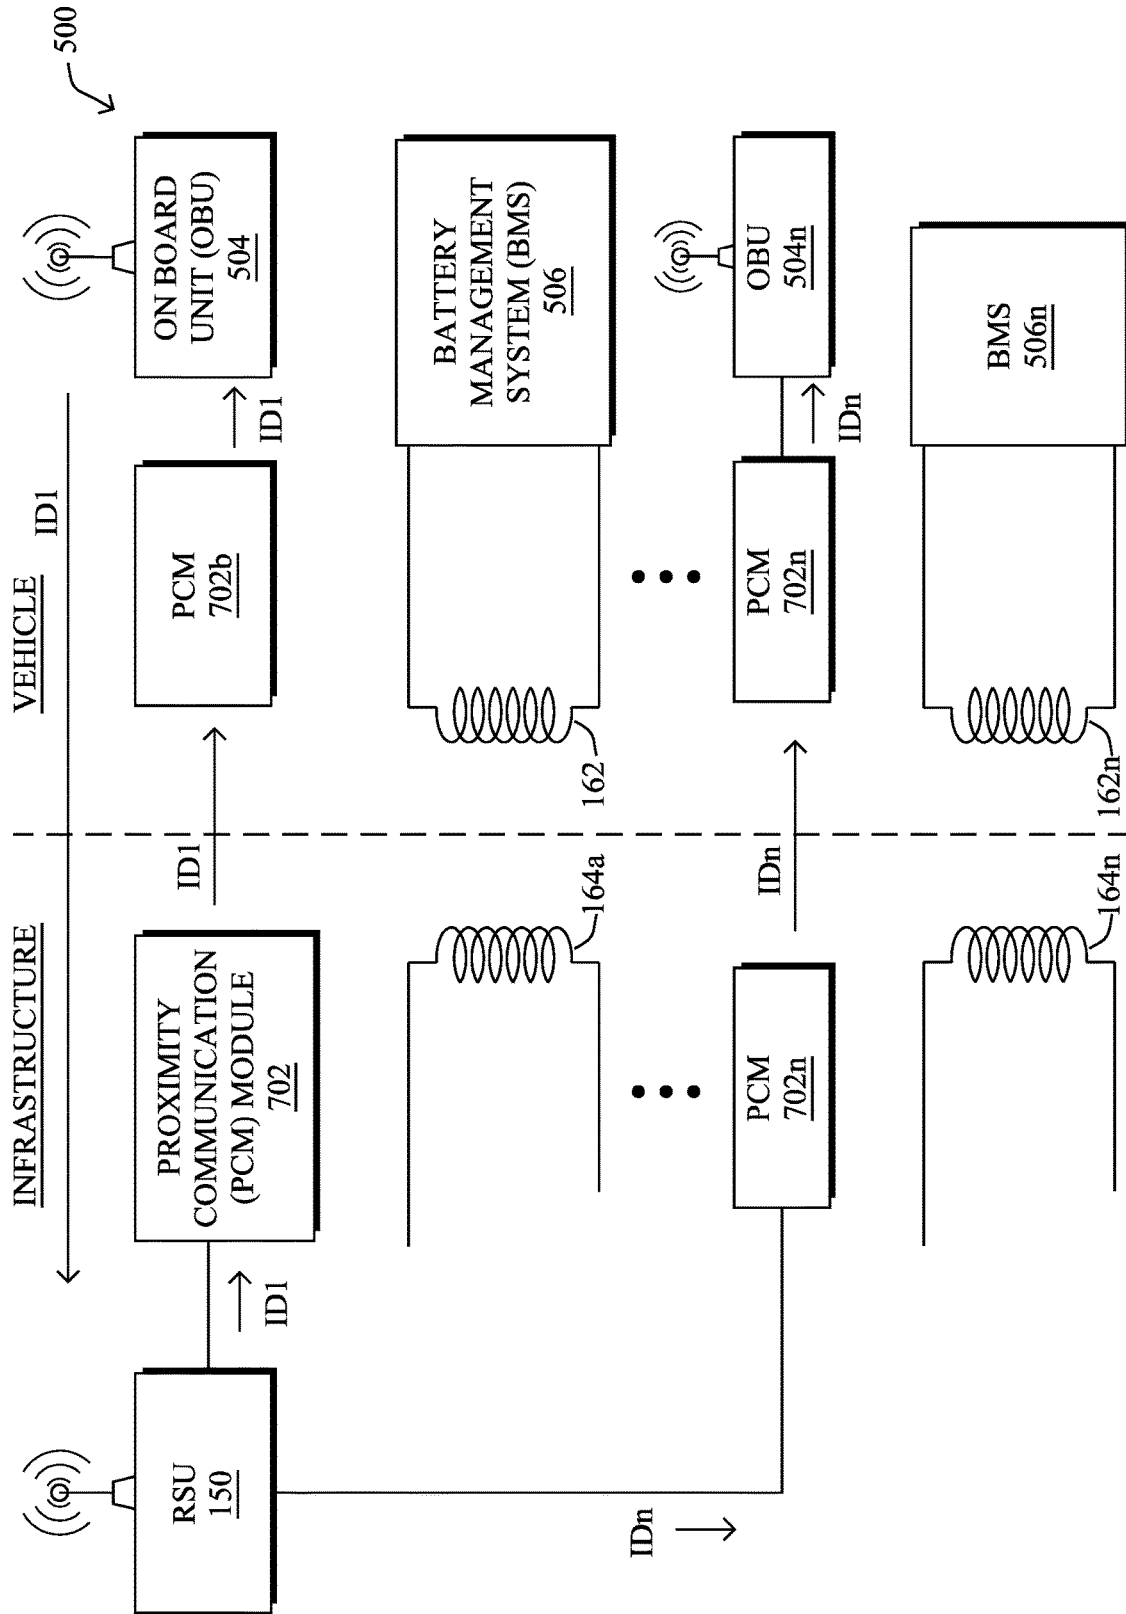 500
INFRASTRUCTURE
VEHICLE
ID1
RSU
150
ID1
PROXIMITY
COMMUNICATION
(PCM) MODULE
702
ID1
PCM
702b
ID1
ON BOARD
UNIT (OBU)
504
164a
162
BATTERY
MANAGEMENT
SYSTEM (BMS)
506
IDn
PCM
702n
IDn
PCM
702n
IDn
OBU
504n
164n
162n
BMS
506n